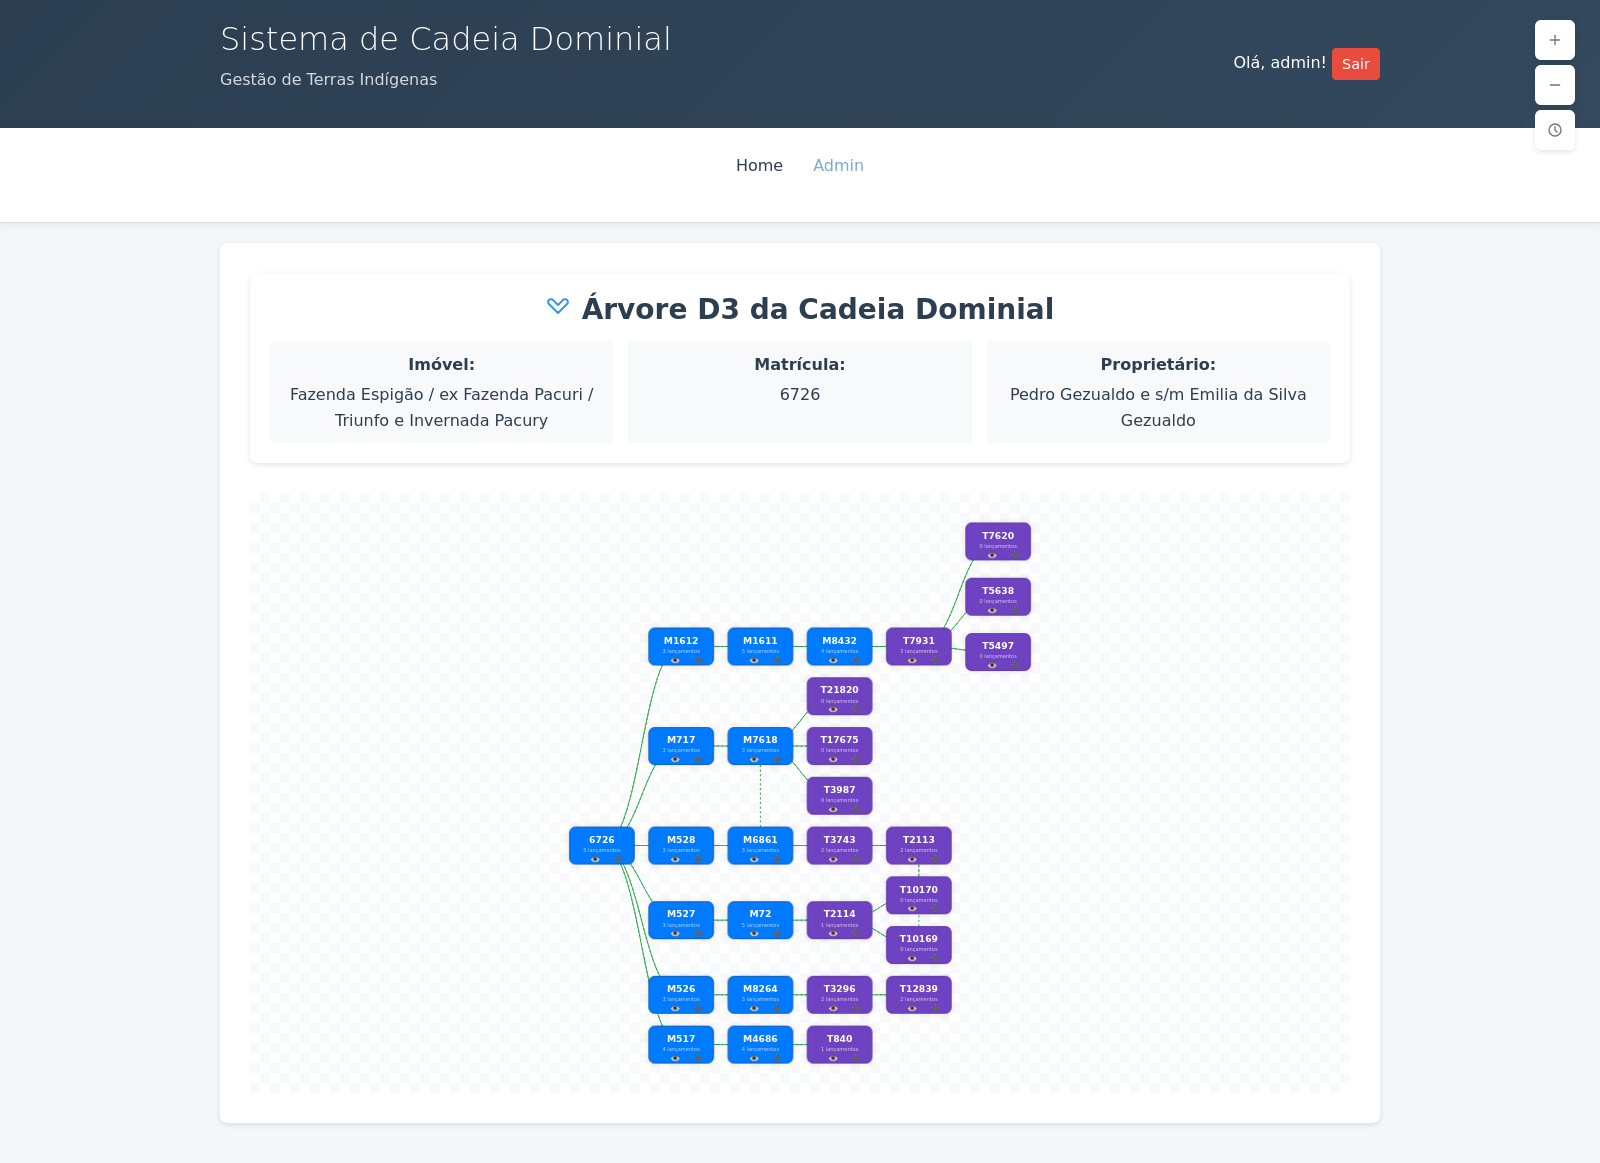 Sistema de Cadeia Dominial
Gestão de Terras Indígenas
Olá, admin!
Sair
Home
Admin
Árvore D3 da Cadeia Dominial
Imóvel:
Fazenda Espigão / ex Fazenda Pacuri /
Triunfo e Invernada Pacury
Matrícula:
6726
Proprietário:
Pedro Gezualdo e s/m Emilia da Silva
Gezualdo
T7620
0 lançamentos
T5638
0 lançamentos
M1612
3 lançamentos
M1611
5 lançamentos
M8432
4 lançamentos
T7931
2 lançamentos
T5497
0 lançamentos
T21820
0 lançamentos
M717
3 lançamentos
M7618
3 lançamentos
T17675
0 lançamentos
T3987
0 lançamentos
6726
5 lançamentos
M528
3 lançamentos
M6861
3 lançamentos
T3743
2 lançamentos
T2113
2 lançamentos
T10170
0 lançamentos
M527
3 lançamentos
M72
5 lançamentos
T2114
1 lançamentos
T10169
0 lançamentos
M526
3 lançamentos
M8264
3 lançamentos
T3296
2 lançamentos
T12839
2 lançamentos
M517
4 lançamentos
M4686
4 lançamentos
T840
1 lançamentos